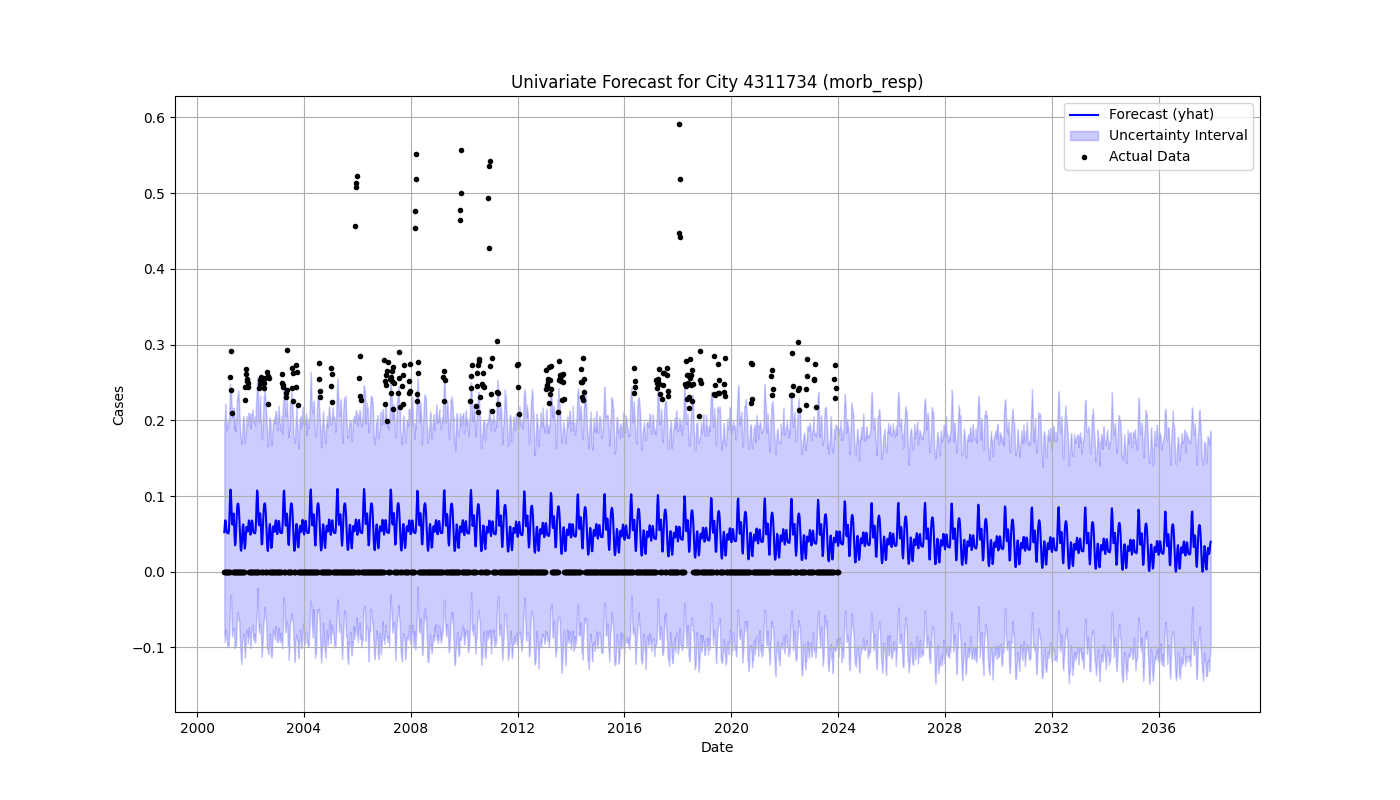 Univariate Forecast for City 4311734 (morb_resp)
Forecast (yhat)
Uncertainty Interval
Actual Data
Cases
0.6
0.5
0.4
0.3
0.2
0.1
0.0
−0.1
2000 2004 2008 2012 2016 2020 2024 2028 2032 2036
Date